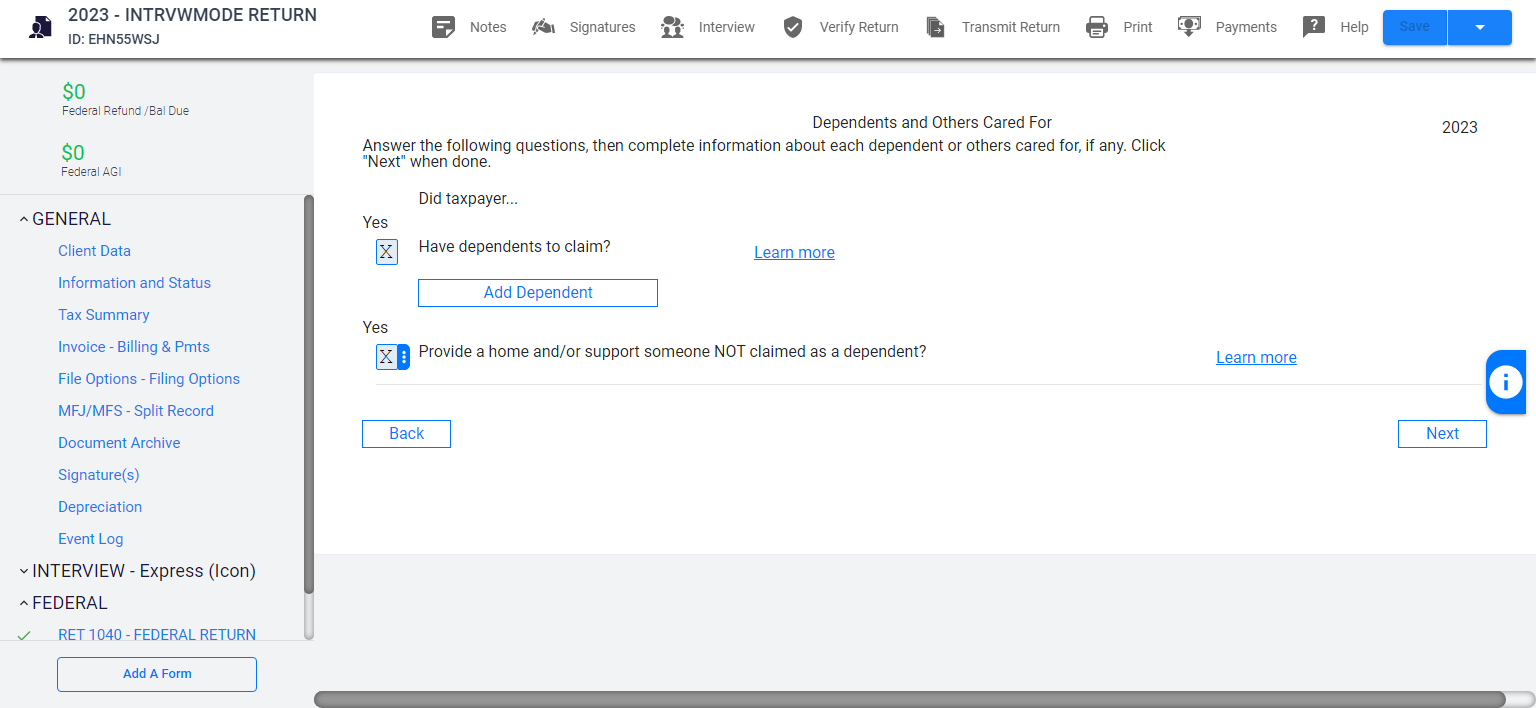 2023 - INTRVWMODE RETURN
ID: EHN55WSJ
Notes
Signatures
Interview
Verify Return
Transmit Return
Print
Payments
Help
Save
$0
Federal Refund /Bal Due
$0
Federal AGI
GENERAL
Client Data
Information and Status
Tax Summary
Invoice - Billing & Pmts
File Options - Filing Options
MFJ/MFS - Split Record
Document Archive
Signature(s)
Depreciation
Event Log
INTERVIEW - Express (Icon)
FEDERAL
RET 1040 - FEDERAL RETURN
Add A Form
Dependents and Others Cared For
2023
Answer the following questions, then complete information about each dependent or others cared for, if any. Click
"Next" when done.
Did taxpayer...
Yes
X Have dependents to claim? Learn more
Add Dependent
Yes
X Provide a home and/or support someone NOT claimed as a dependent? Learn more
Back
Next